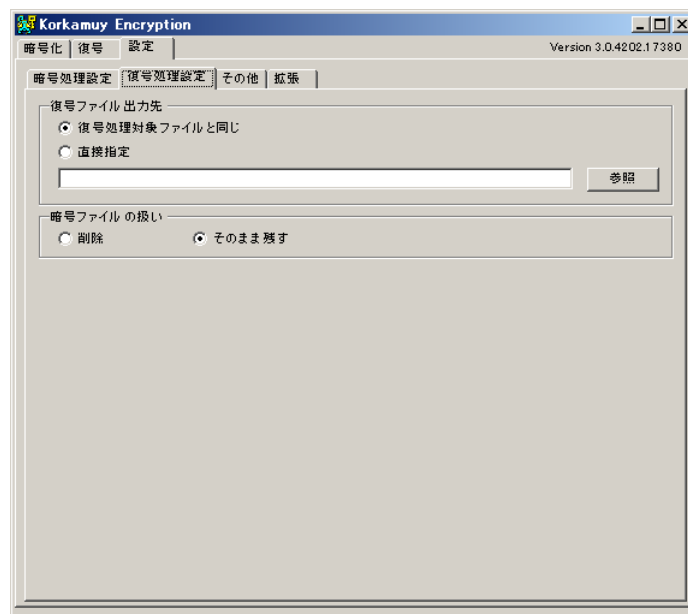 Korkamuy Encryption
暗号化 復号 設定 Version 3.0.4202.17380
暗号処理設定 復号処理設定 その他 拡張
復号ファイル出力先
復号処理対象ファイルと同じ
直接指定
参照
暗号ファイルの扱い
削除 そのまま残す